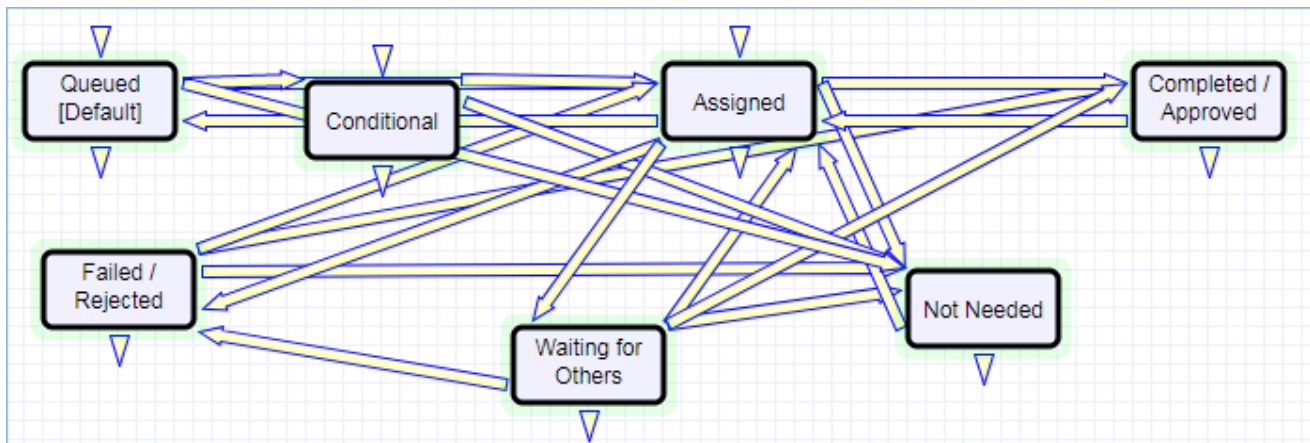 Queued
[Default]
Conditional
Assigned
Completed /
Approved
Failed /
Rejected
Waiting for
Others
Not Needed